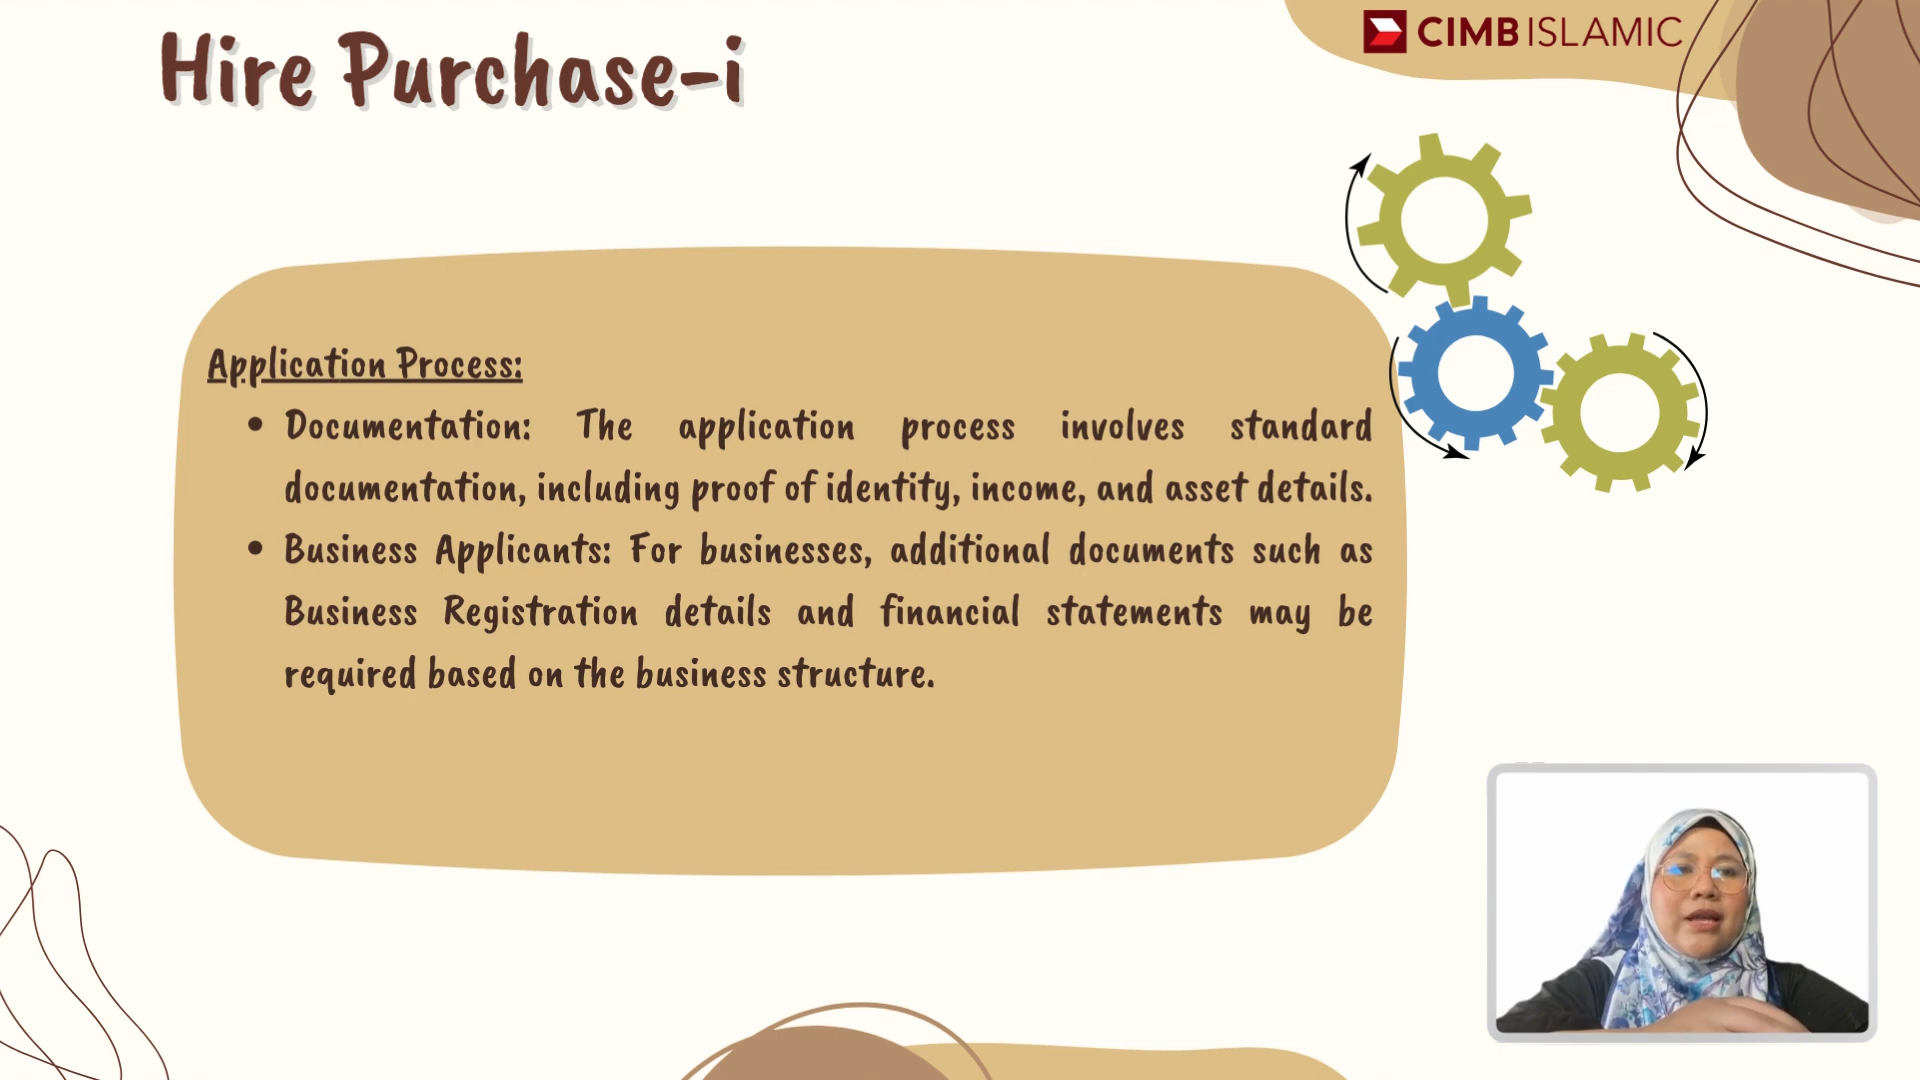 Hire Purchase-i
CIMB ISLAMIC
Application Process:
• Documentation: The application process involves standard
documentation, including proof of identity, income, and asset details.
• Business Applicants: For businesses, additional documents such as
Business Registration details and financial statements may be
required based on the business structure.